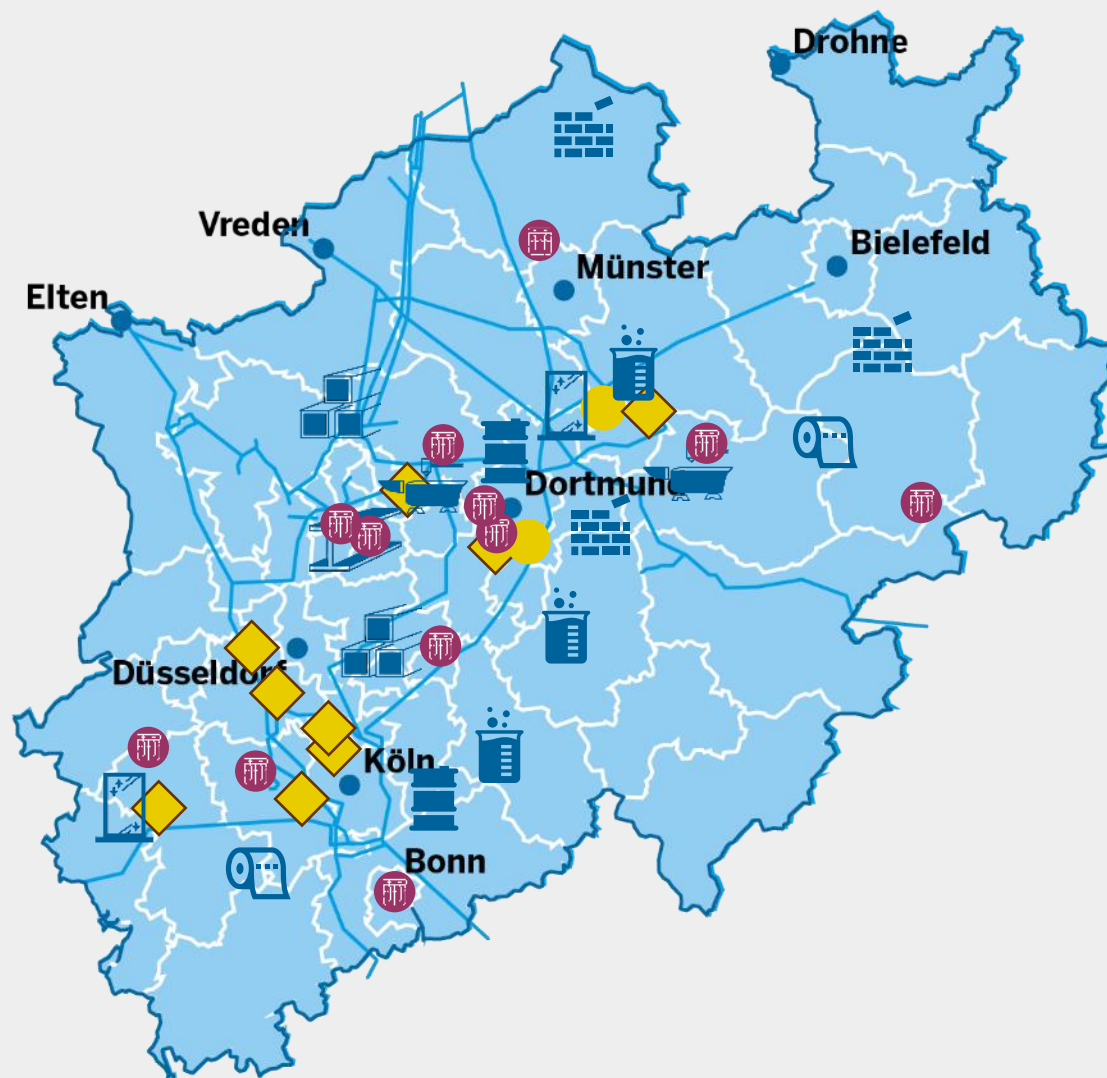 Drohne
Vreden
Bielefeld
Münster
Elten
Dortmund
Düsseldorf
Köln
Bonn